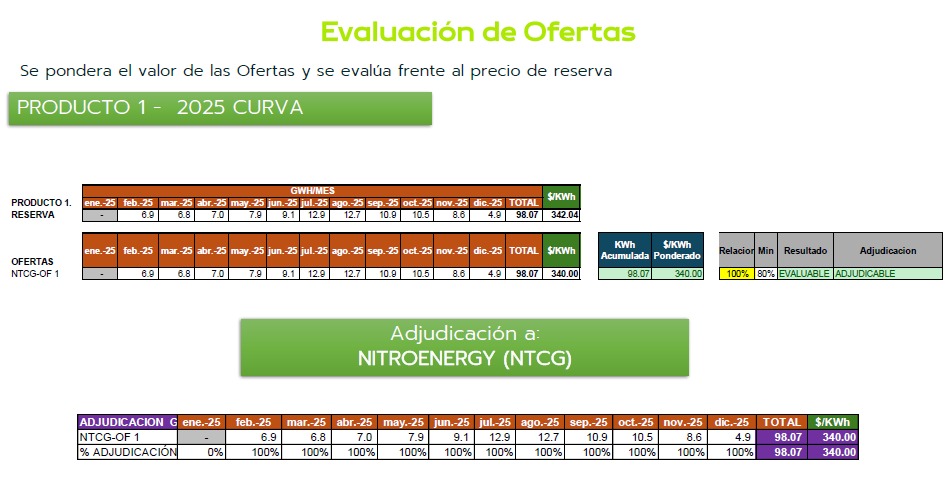 Evaluación de Ofertas
Se pondera el valor de las Ofertas y se evalúa frente al precio de reserva
PRODUCTO 1 - 2025 CURVA
GWH/MES $/KWh
PRODUCTO 1. ene.-25 feb.-25 mar.-25 abr.-25 may.-25 jun.-25 jul.-25 ago.-25 sep.-25 oct.-25 nov.-25 dic.-25 TOTAL
RESERVA - 6.9 6.8 7.0 7.9 9.1 12.9 12.7 10.9 10.5 8.6 4.9 98.07 342.04
ene.-25 feb.-25 mar.-25 abr.-25 may.-25 jun.-25 jul.-25 ago.-25 sep.-25 oct.-25 nov.-25 dic.-25 TOTAL $/KWh
OFERTAS
NTCG-OF 1 - 6.9 6.8 7.0 7.9 9.1 12.9 12.7 10.9 10.5 8.6 4.9 98.07 340.00
KWh $/KWh
Acumulada Ponderado
98.07 340.00
Relacion Min Resultado Adjudicacion
100% 80% EVALUABLE ADJUDICABLE
Adjudicación a:
NITROENERGY (NTCG)
ADJUDICACION G ene.-25 feb.-25 mar.-25 abr.-25 may.-25 jun.-25 jul.-25 ago.-25 sep.-25 oct.-25 nov.-25 dic.-25 TOTAL $/KWh
NTCG-OF 1 - 6.9 6.8 7.0 7.9 9.1 12.9 12.7 10.9 10.5 8.6 4.9 98.07 340.00
% ADJUDICACIÓN 0% 100% 100% 100% 100% 100% 100% 100% 100% 100% 100% 100% 98.07 340.00